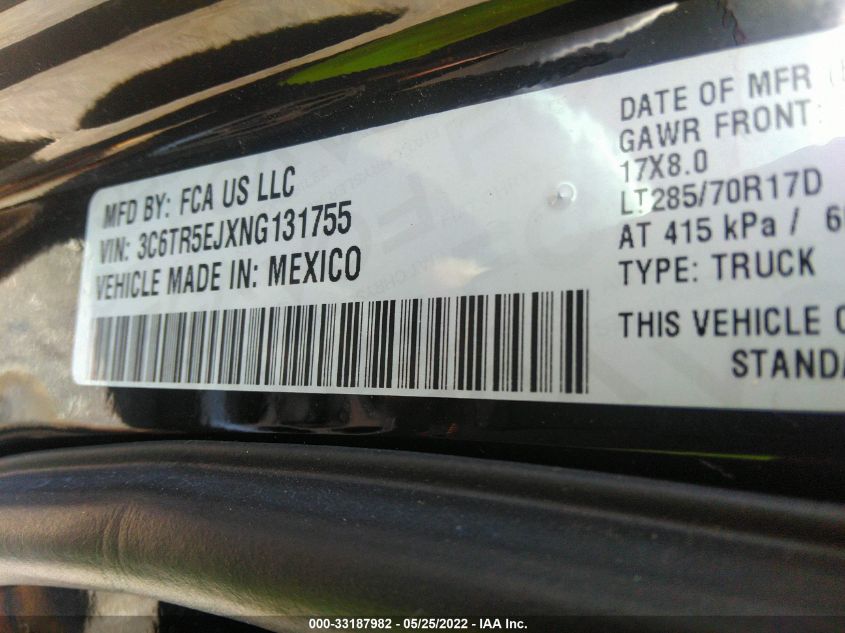 MFD BY: FCA US LLC
VIN: 3C6TR5EJXNG131755
VEHICLE MADE IN: MEXICO
DATE OF MFR
GAWR FRONT:
17X8.0
LT285/70R17D
AT 415 kPa /
TYPE: TRUCK
THIS VEHICLE
000-33187982 - 05/25/2022 - IAA Inc.